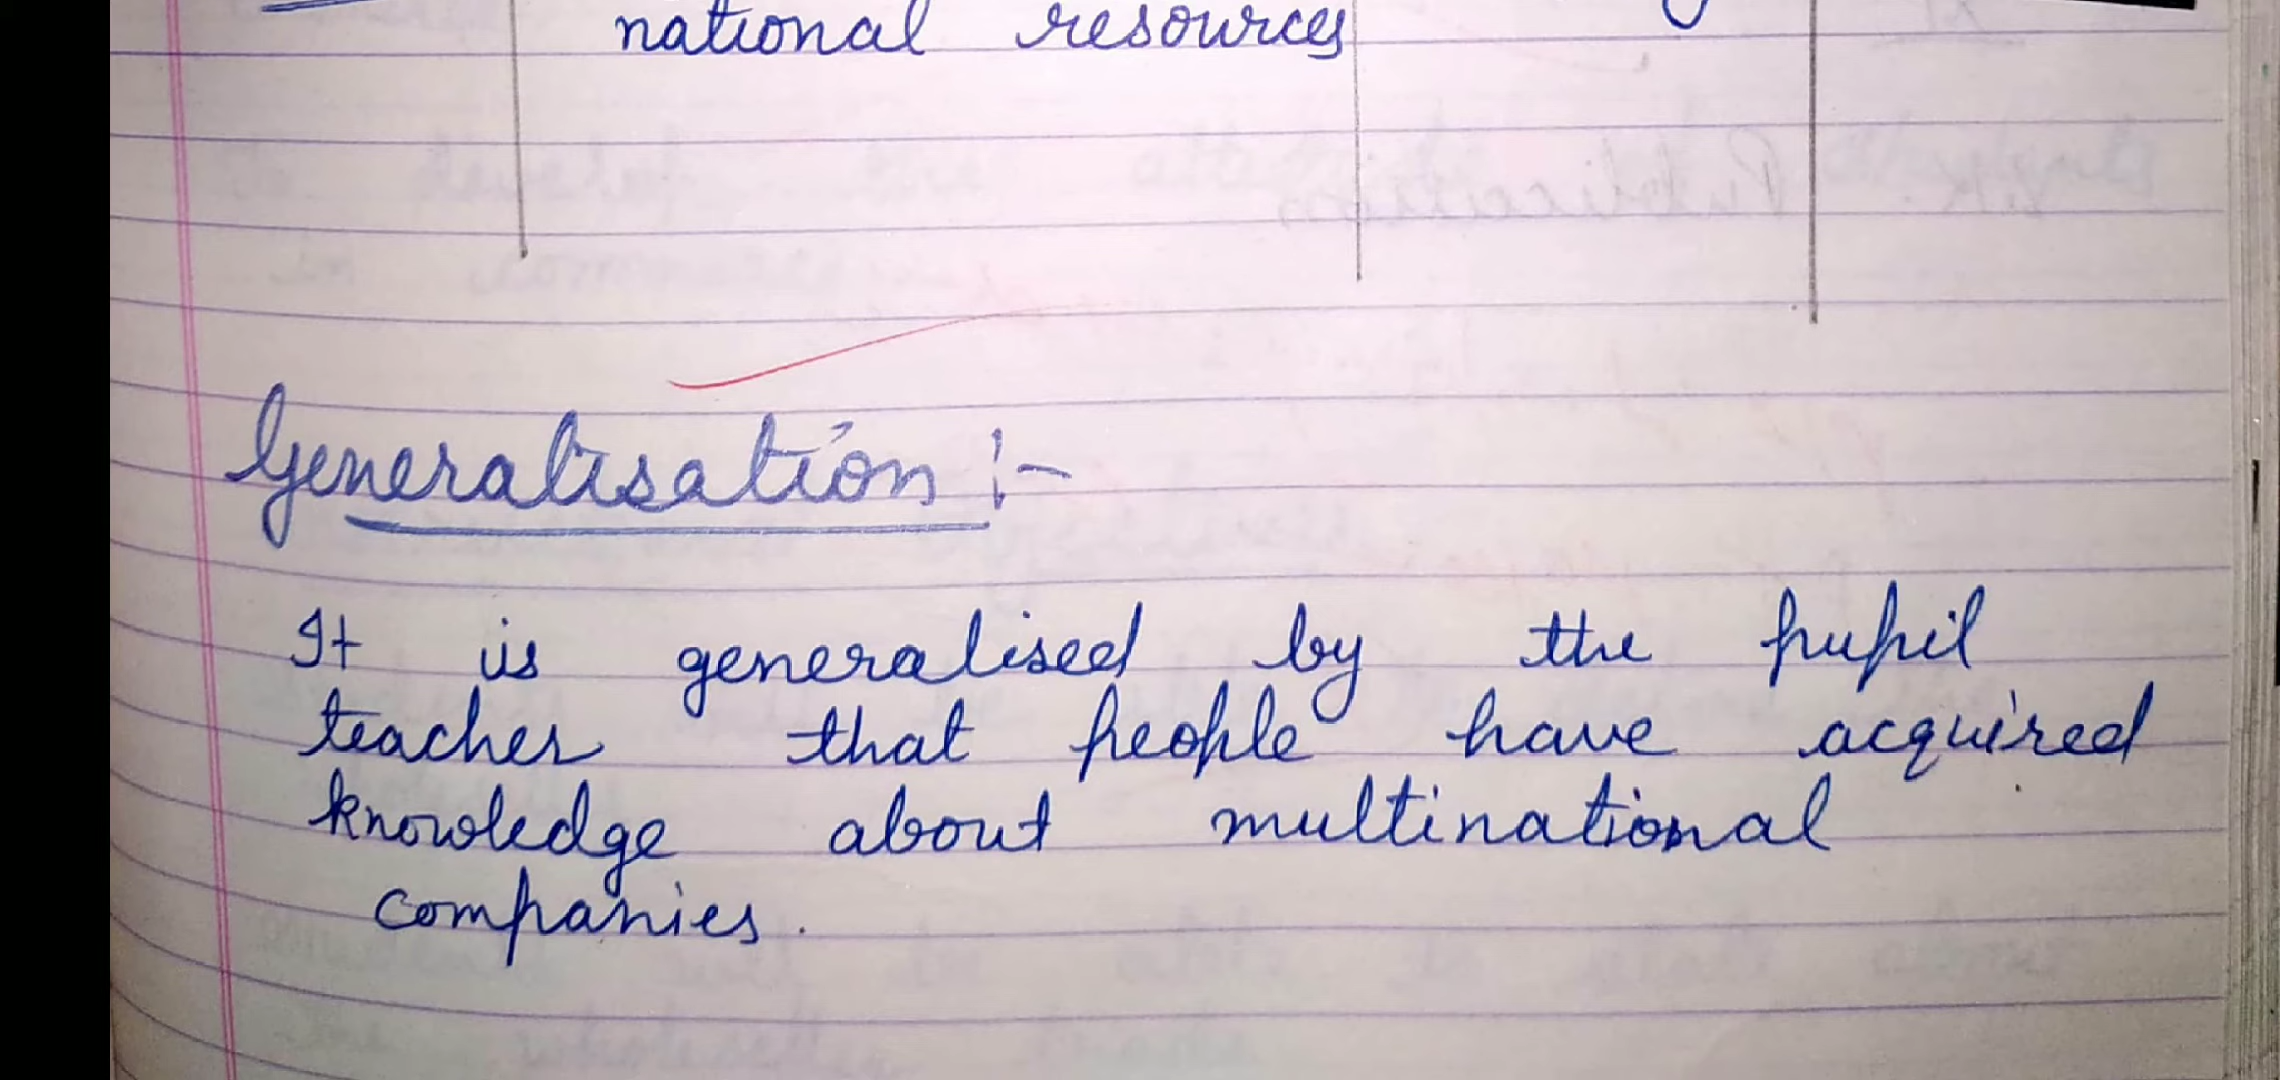 national resources
Generalisation :-
It is generalised by the pupil
teacher that people have acquired
knowledge about multinational
companies.